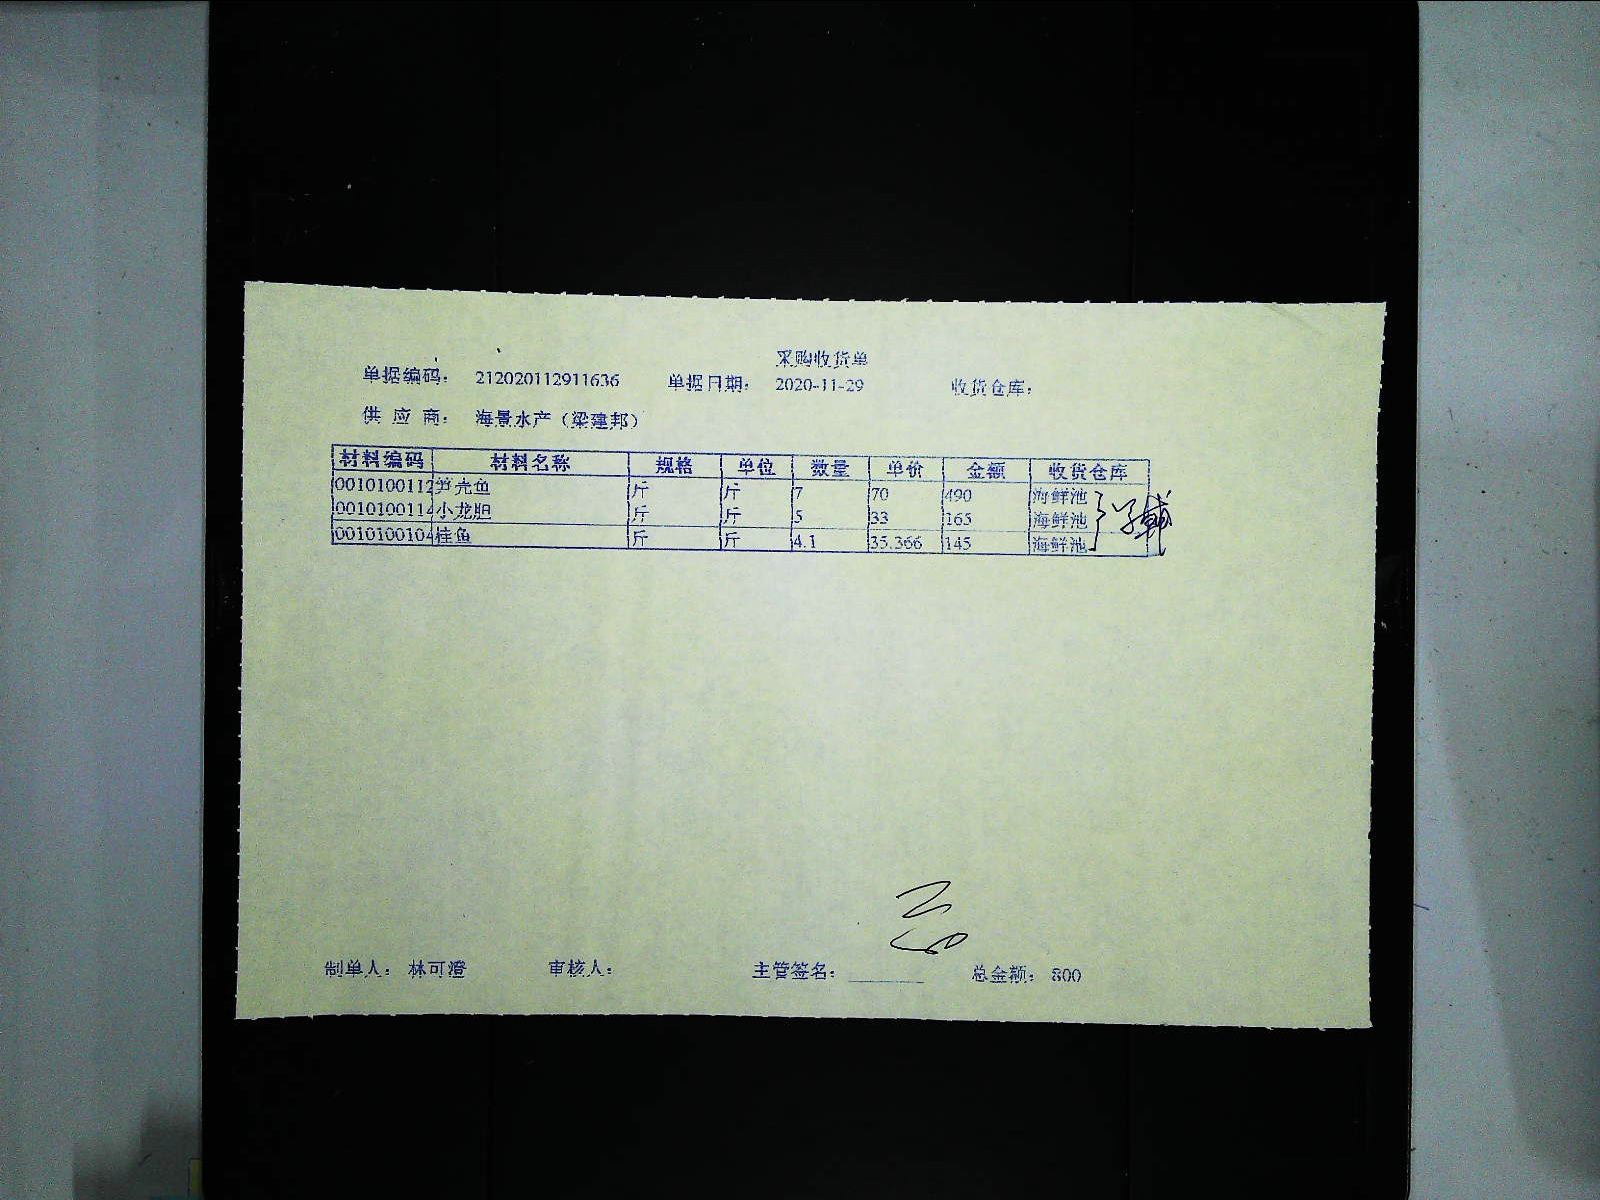 采购收货单
单据编码： 212020112911636 单据日期： 2020-11-29 收货仓库：
供 应 商： 海景水产（梁建邦）
材料编码 材料名称 规格 单位 数量 单价 金额 收货仓库
0010100112 笋壳鱼 斤 斤 7 70 490 海鲜池
0010100114 小龙胆 斤 斤 5 33 165 海鲜池
0010100104 桂鱼 斤 斤 4.1 35.366 145 海鲜池
制单人： 林可澄 审核人： 主管签名： 总金额： 800